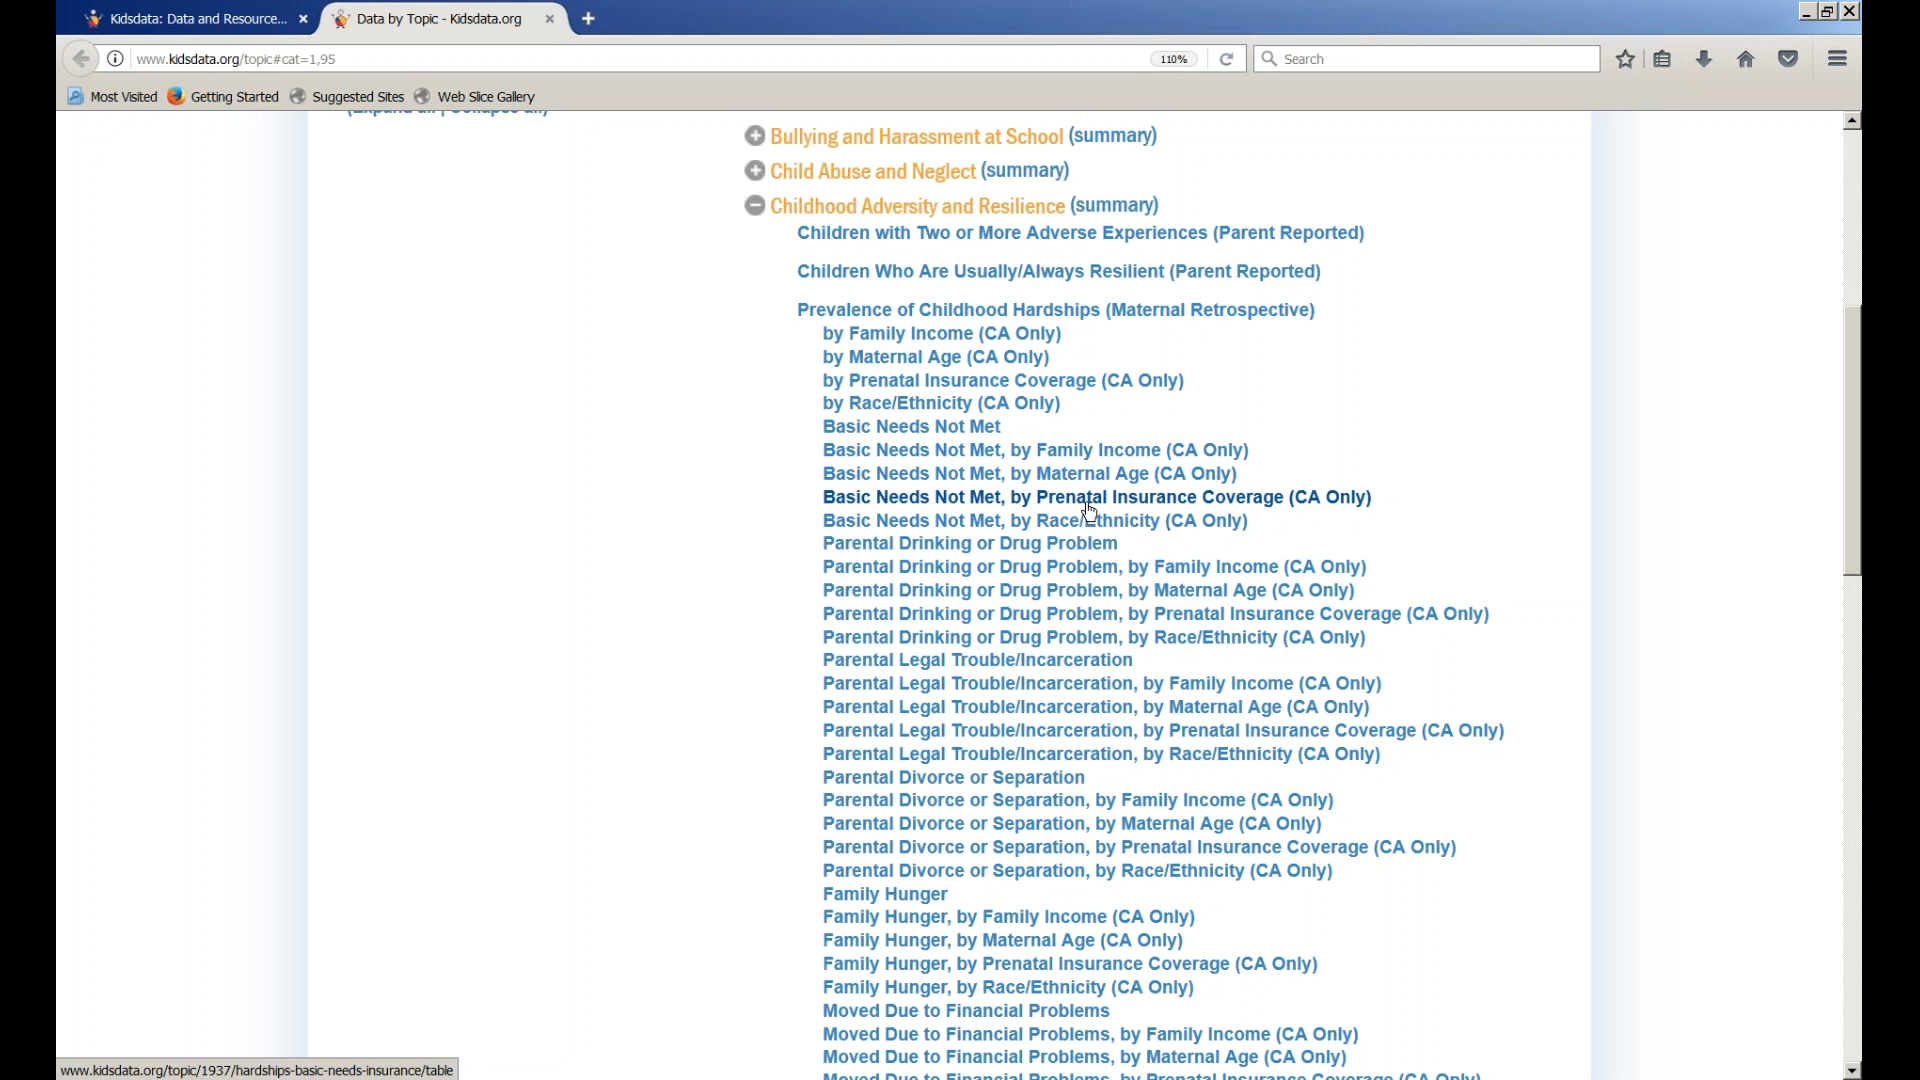 Kidsdata: Data and Resource...
Data by Topic - Kidsdata.org
www.kidsdata.org/topic#cat=1,95
110%
Search
Most Visited
Getting Started
Suggested Sites
Web Slice Gallery
(Expand all | Collapse all)
Bullying and Harassment at School (summary)
Child Abuse and Neglect (summary)
Childhood Adversity and Resilience (summary)
Children with Two or More Adverse Experiences (Parent Reported)
Children Who Are Usually/Always Resilient (Parent Reported)
Prevalence of Childhood Hardships (Maternal Retrospective)
by Family Income (CA Only)
by Maternal Age (CA Only)
by Prenatal Insurance Coverage (CA Only)
by Race/Ethnicity (CA Only)
Basic Needs Not Met
Basic Needs Not Met, by Family Income (CA Only)
Basic Needs Not Met, by Maternal Age (CA Only)
Basic Needs Not Met, by Prenatal Insurance Coverage (CA Only)
Basic Needs Not Met, by Race/Ethnicity (CA Only)
Parental Drinking or Drug Problem
Parental Drinking or Drug Problem, by Family Income (CA Only)
Parental Drinking or Drug Problem, by Maternal Age (CA Only)
Parental Drinking or Drug Problem, by Prenatal Insurance Coverage (CA Only)
Parental Drinking or Drug Problem, by Race/Ethnicity (CA Only)
Parental Legal Trouble/Incarceration
Parental Legal Trouble/Incarceration, by Family Income (CA Only)
Parental Legal Trouble/Incarceration, by Maternal Age (CA Only)
Parental Legal Trouble/Incarceration, by Prenatal Insurance Coverage (CA Only)
Parental Legal Trouble/Incarceration, by Race/Ethnicity (CA Only)
Parental Divorce or Separation
Parental Divorce or Separation, by Family Income (CA Only)
Parental Divorce or Separation, by Maternal Age (CA Only)
Parental Divorce or Separation, by Prenatal Insurance Coverage (CA Only)
Parental Divorce or Separation, by Race/Ethnicity (CA Only)
Family Hunger
Family Hunger, by Family Income (CA Only)
Family Hunger, by Maternal Age (CA Only)
Family Hunger, by Prenatal Insurance Coverage (CA Only)
Family Hunger, by Race/Ethnicity (CA Only)
Moved Due to Financial Problems
Moved Due to Financial Problems, by Family Income (CA Only)
Moved Due to Financial Problems, by Maternal Age (CA Only)
Moved Due to Financial Problems, by Prenatal Insurance Coverage (CA Only)
www.kidsdata.org/topic/1937/hardships-basic-needs-insurance/table